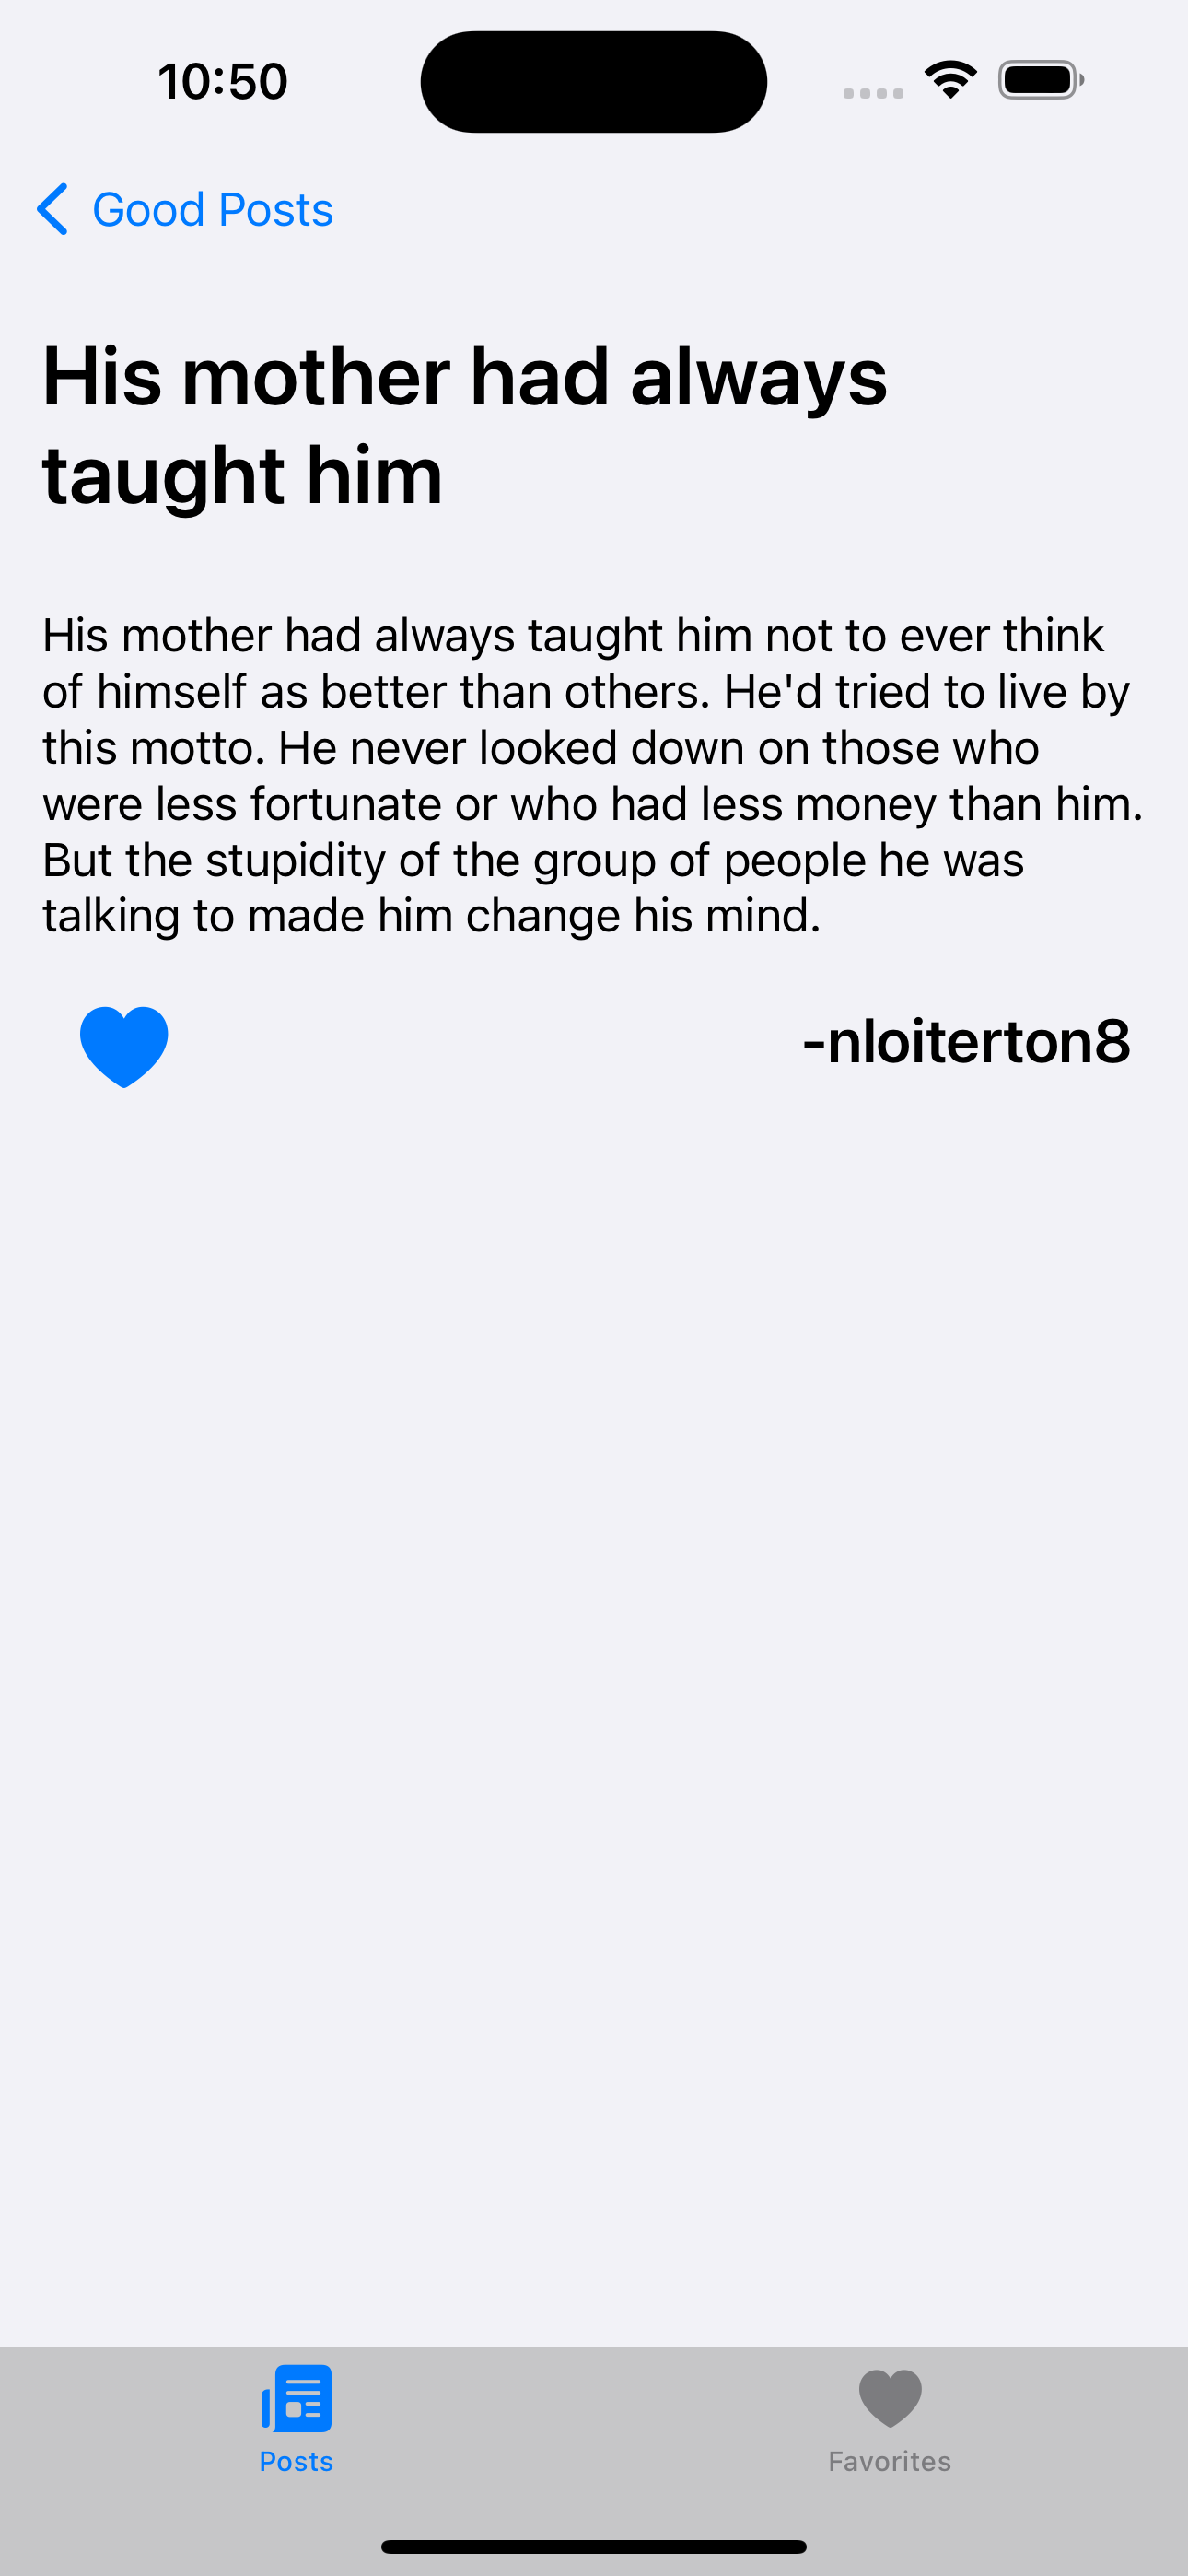 10:50
Good Posts
His mother had always
taught him
His mother had always taught him not to ever think
of himself as better than others. He'd tried to live by
this motto. He never looked down on those who
were less fortunate or who had less money than him.
But the stupidity of the group of people he was
talking to made him change his mind.
-nloiterton8
Posts
Favorites